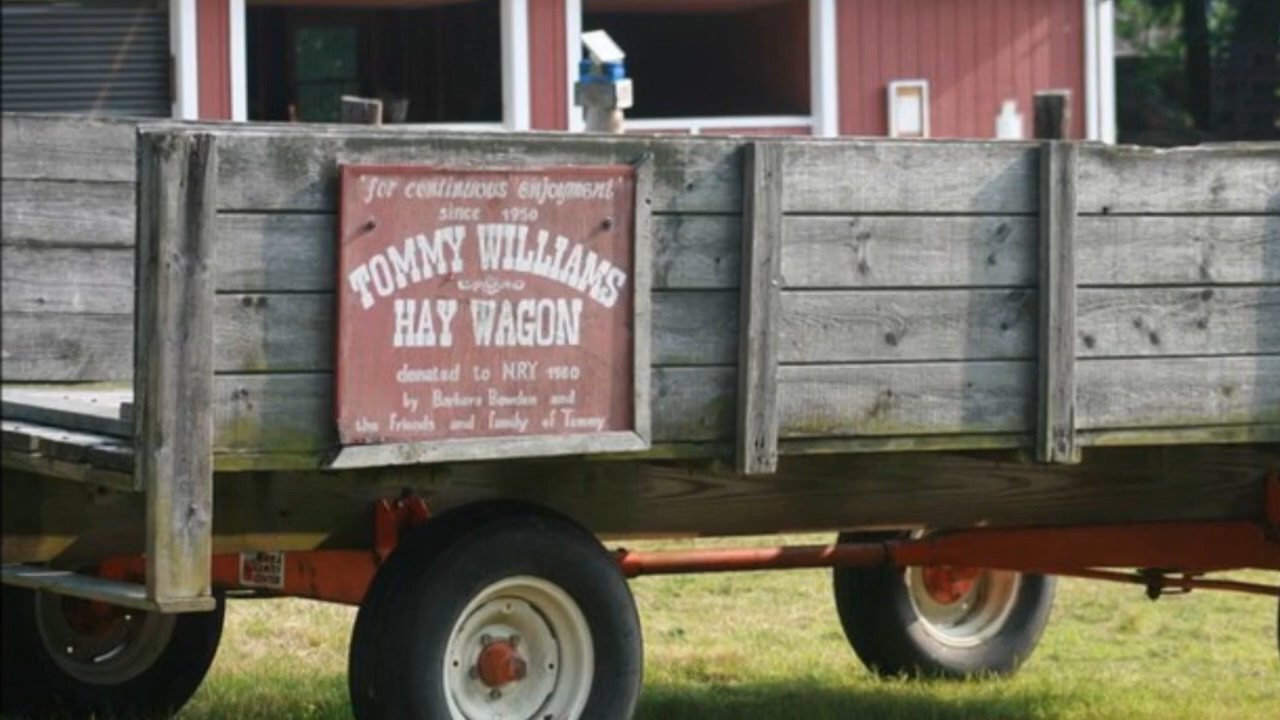 "for continuous enjoyment"
since 1950
TOMMY WILLIAMS
HAY WAGON
donated to NRY 1980
by Barbara Bowden and
the friends and family of Tommy